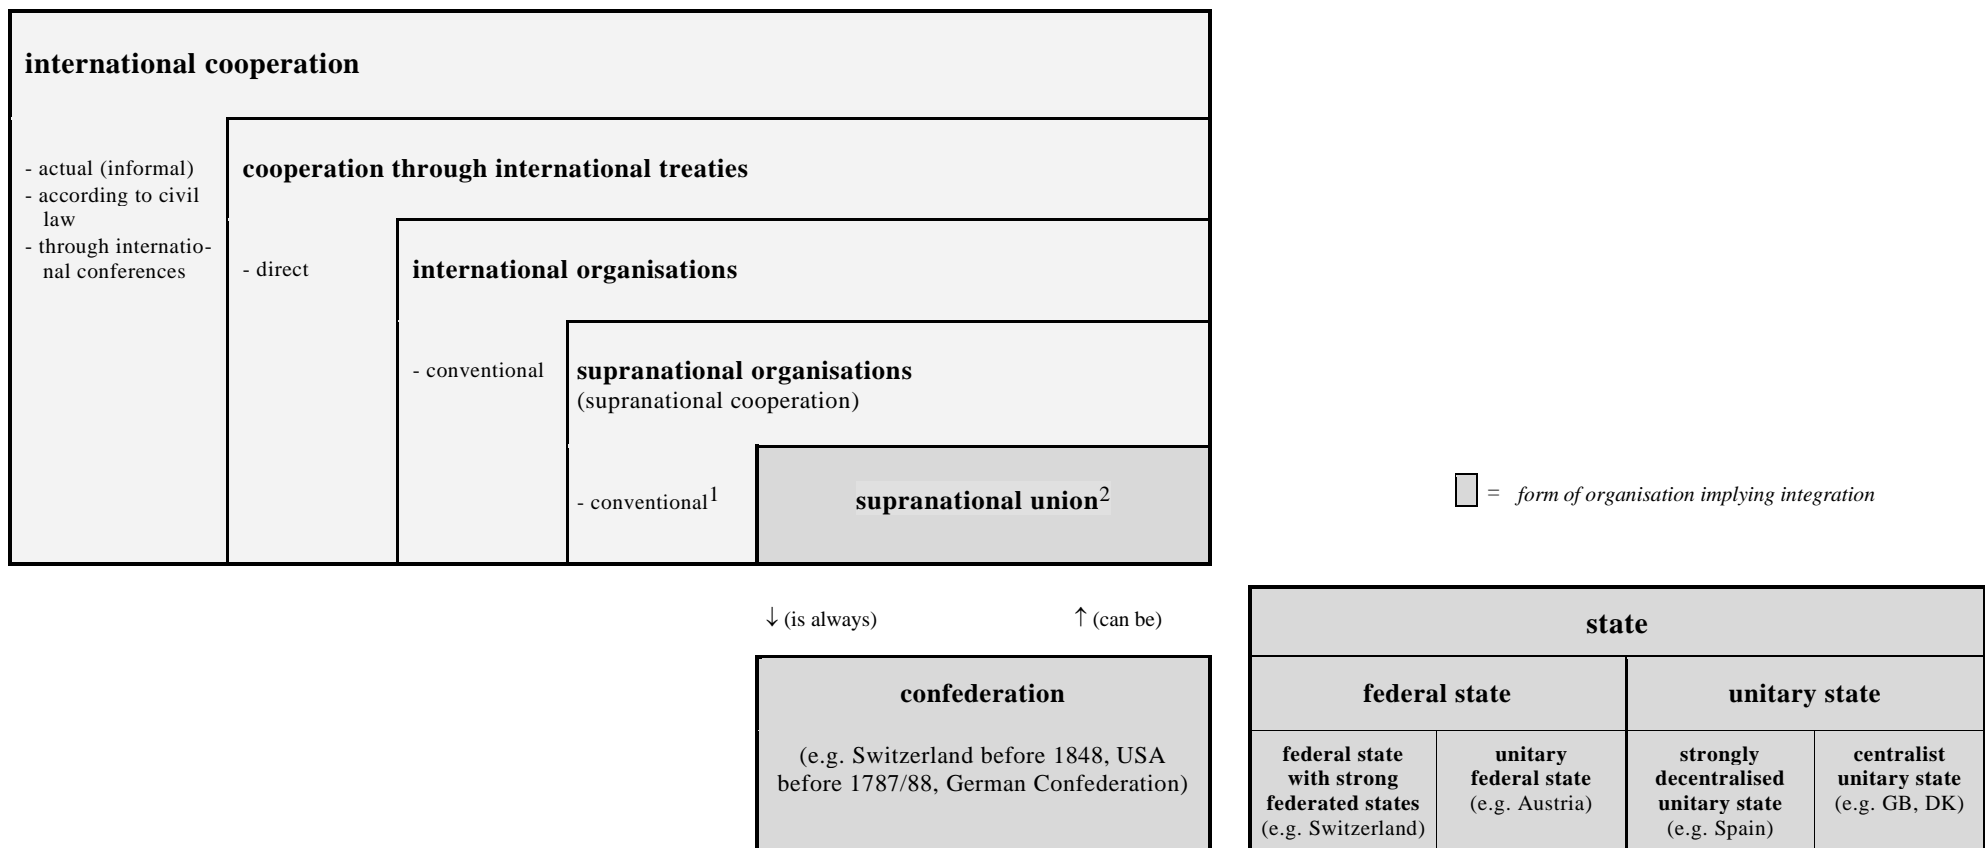 international cooperation
- actual (informal)
- according to civil
law
- through internatio-
nal conferences
cooperation through international treaties
- direct
international organisations
- conventional
supranational organisations
(supranational cooperation)
- conventional1
supranational union2
= form of organisation implying integration
↓ (is always)
↑ (can be)
confederation
(e.g. Switzerland before 1848, USA
before 1787/88, German Confederation)
state
federal state
unitary state
federal state
with strong
federated states
(e.g. Switzerland)
unitary
federal state
(e.g. Austria)
strongly
decentralised
unitary state
(e.g. Spain)
centralist
unitary state
(e.g. GB, DK)